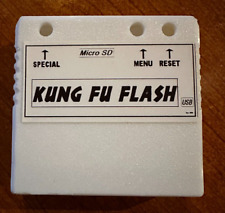 Micro SD
SPECIAL
MENU RESET
KUNG FU FLASH
USB